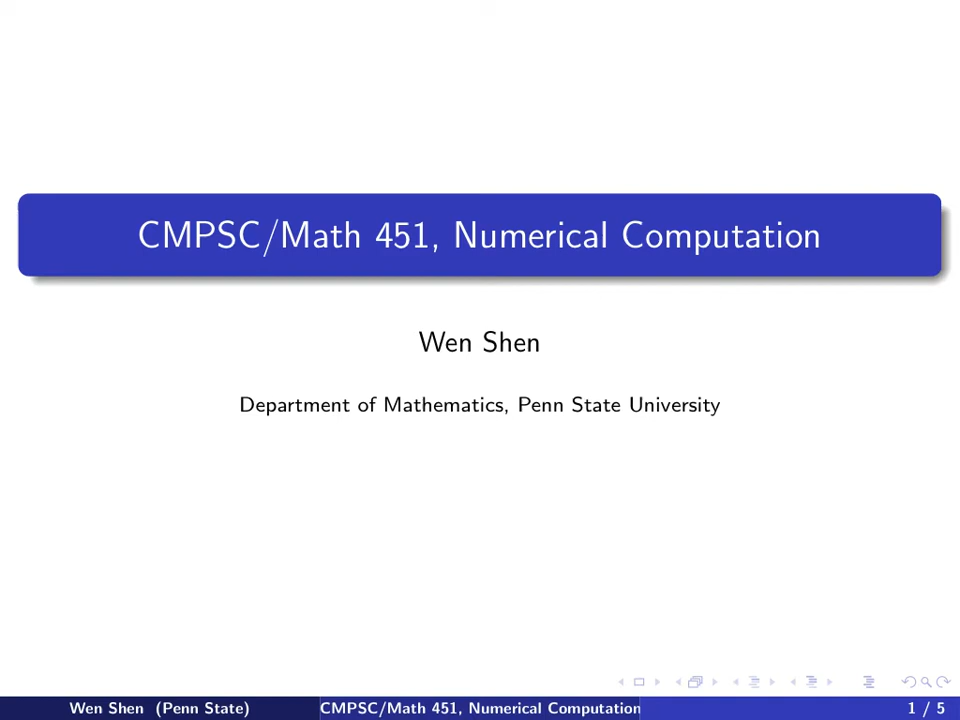 CMPSC/Math 451, Numerical Computation
Wen Shen
Department of Mathematics, Penn State University
Wen Shen (Penn State)
CMPSC/Math 451, Numerical Computation
1 / 5